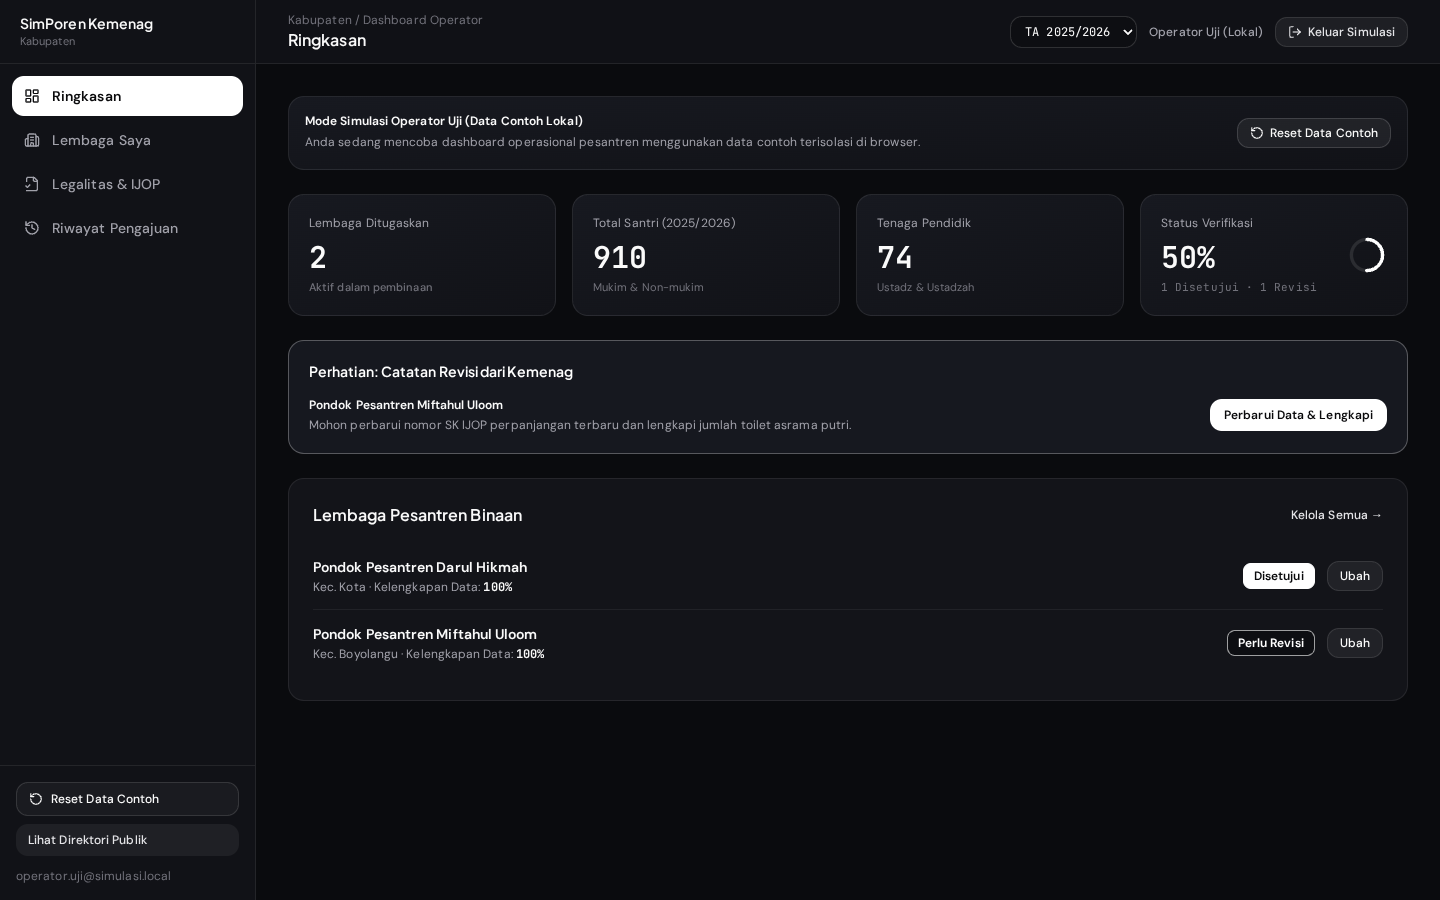 SimPoren Kemenag
Kabupaten
Ringkasan
Lembaga Saya
Legalitas & IJOP
Riwayat Pengajuan
Reset Data Contoh
Lihat Direktori Publik
operator.uji@simulasi.local
Kabupaten / Dashboard Operator
Ringkasan
TA 2025/2026
Operator Uji (Lokal)
Keluar Simulasi
Mode Simulasi Operator Uji (Data Contoh Lokal)
Anda sedang mencoba dashboard operasional pesantren menggunakan data contoh terisolasi di browser.
Reset Data Contoh
Lembaga Ditugaskan
2
Aktif dalam pembinaan
Total Santri (2025/2026)
910
Mukim & Non-mukim
Tenaga Pendidik
74
Ustadz & Ustadzah
Status Verifikasi
50%
1 Disetujui · 1 Revisi
Perhatian: Catatan Revisi dari Kemenag
Pondok Pesantren Miftahul Uloom
Mohon perbarui nomor SK IJOP perpanjangan terbaru dan lengkapi jumlah toilet asrama putri.
Perbarui Data & Lengkapi
Lembaga Pesantren Binaan
Kelola Semua →
Pondok Pesantren Darul Hikmah
Kec. Kota · Kelengkapan Data: 100%
Disetujui
Ubah
Pondok Pesantren Miftahul Uloom
Kec. Boyolangu · Kelengkapan Data: 100%
Perlu Revisi
Ubah